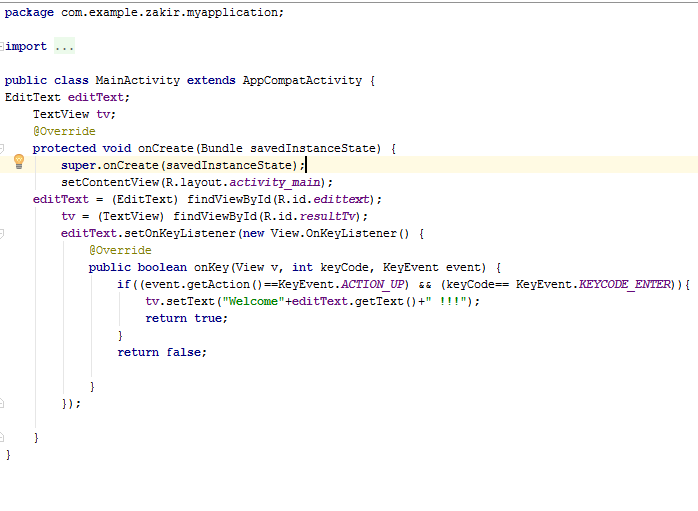 package com.example.zakir.myapplication;
import ...
public class MainActivity extends AppCompatActivity {
EditText editText;
TextView tv;
@Override
protected void onCreate(Bundle savedInstanceState) {
super.onCreate(savedInstanceState);
setContentView(R.layout.activity_main);
editText = (EditText) findViewById(R.id.edittext);
tv = (TextView) findViewById(R.id.resultTv);
editText.setOnKeyListener(new View.OnKeyListener() {
@Override
public boolean onKey(View v, int keyCode, KeyEvent event) {
if((event.getAction()==KeyEvent.ACTION_UP) && (keyCode== KeyEvent.KEYCODE_ENTER)){
tv.setText("Welcome"+editText.getText()+" !!!");
return true;
}
return false;
}
});
}
}